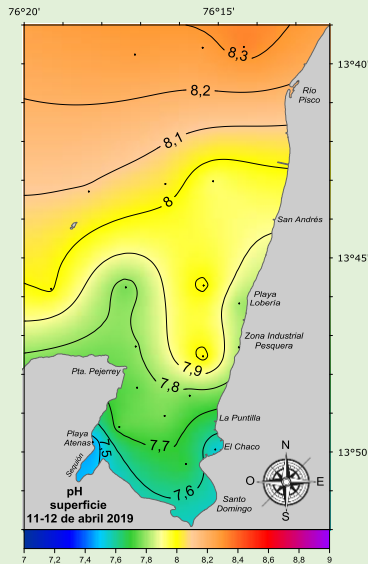 76°20'
76°15'
8,3
13°40'
8,2
Río
Pisco
8,1
8
San Andrés
13°45'
Playa
Lobería
Zona Industrial
Pesquera
7,9
Pta. Pejerrey
7,8
La Puntilla
Playa
Atenas
7,7
El Chaco
7,5
13°50'
N
Sequión
O
E
7,6
S
Santo
Domingo
pH
superficie
11-12 de abril 2019
7
7,2
7,4
7,6
7,8
8
8,2
8,4
8,6
8,8
9